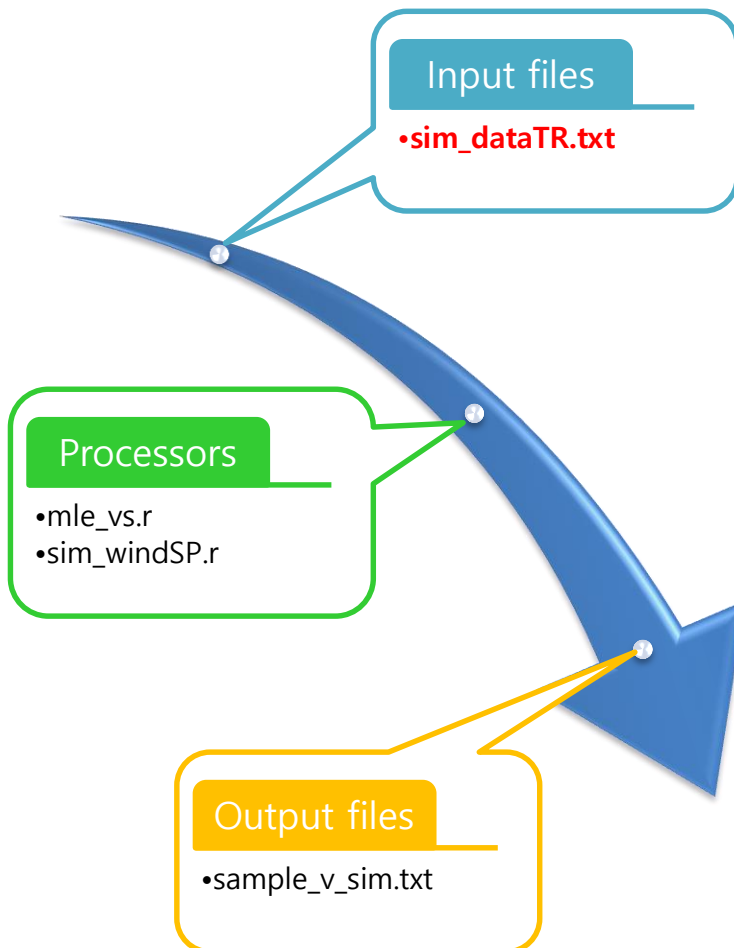 Input files
•sim_dataTR.txt
Processors
•mle_vs.r
•sim_windSP.r
Output files
•sample_v_sim.txt